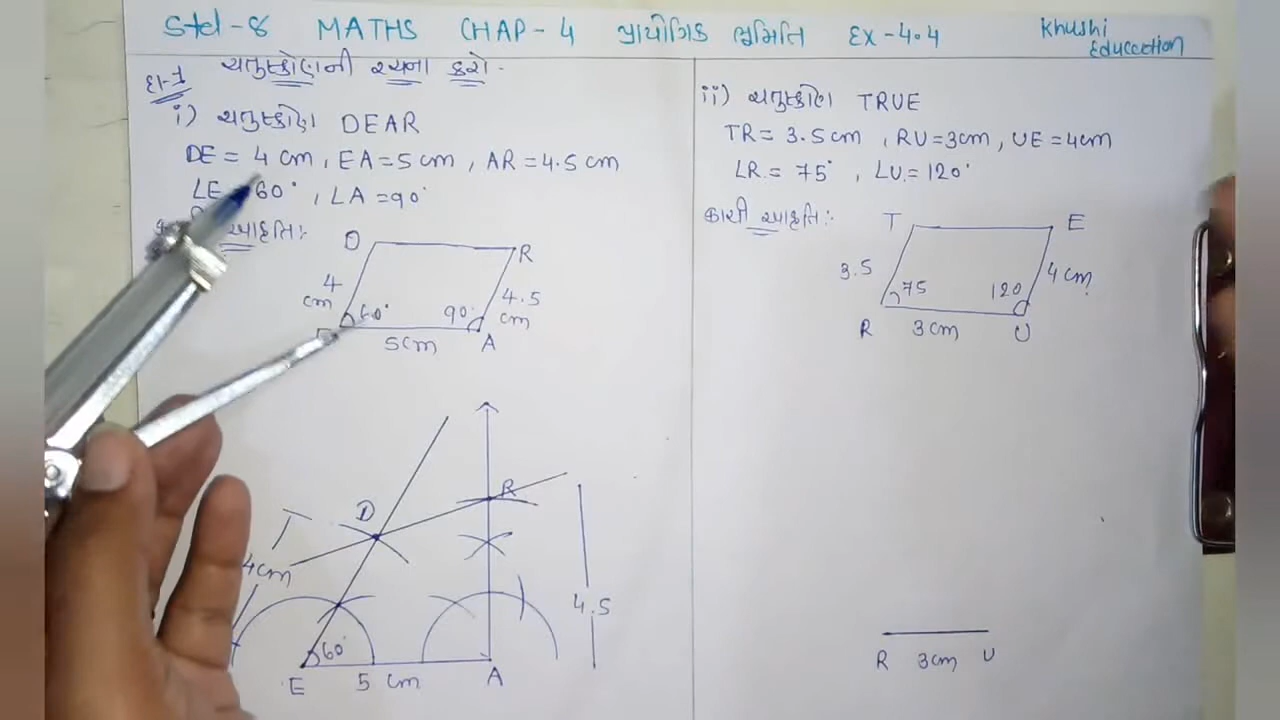 Std-8 MATHS CHAP-4 પ્રાયોગિક ભૂમિતિ EX-4.4
Khushi
Education
દા-1 ચતુષ્કોણની રચના કરો.
i) ચતુષ્કોણ DEAR
DE = 4 cm, EA = 5 cm, AR = 4.5 cm
∠E 60°, ∠A = 90°
આકૃતિ:-
D R
4
cm
60° 90°
4.5
cm
5cm A
D R
4cm
4.5
60°
E 5 cm A
ii) ચતુષ્કોણ TRUE
TR = 3.5 cm, RU = 3cm, UE = 4cm
∠R = 75°, ∠U = 120°
કાચી આકૃતિ:-
T E
3.5 4 cm
75 120
R 3cm U
R 3cm U